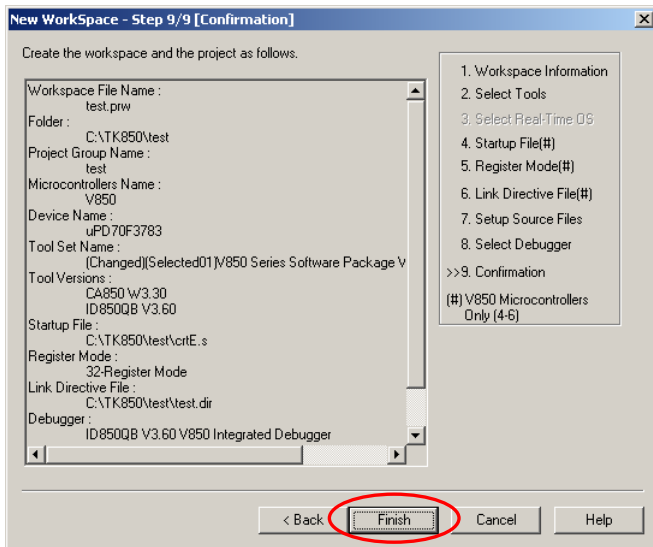 New WorkSpace - Step 9/9 [Confirmation]
Create the workspace and the project as follows.
Workspace File Name :
test.prw
Folder :
C:\TK850\test
Project Group Name :
test
Microcontrollers Name :
V850
Device Name :
uPD70F3783
Tool Set Name :
(Changed)(Selected01)V850 Series Software Package V
Tool Versions :
CA850 W3.30
ID850QB V3.60
Startup File :
C:\TK850\test\crtE.s
Register Mode :
32-Register Mode
Link Directive File :
C:\TK850\test\test.dir
Debugger :
ID850QB V3.60 V850 Integrated Debugger
1. Workspace Information
2. Select Tools
3. Select Real-Time OS
4. Startup File(#)
5. Register Mode(#)
6. Link Directive File(#)
7. Setup Source Files
8. Select Debugger
>>9. Confirmation
(#) V850 Microcontrollers
Only (4-6)
< Back
Finish
Cancel
Help